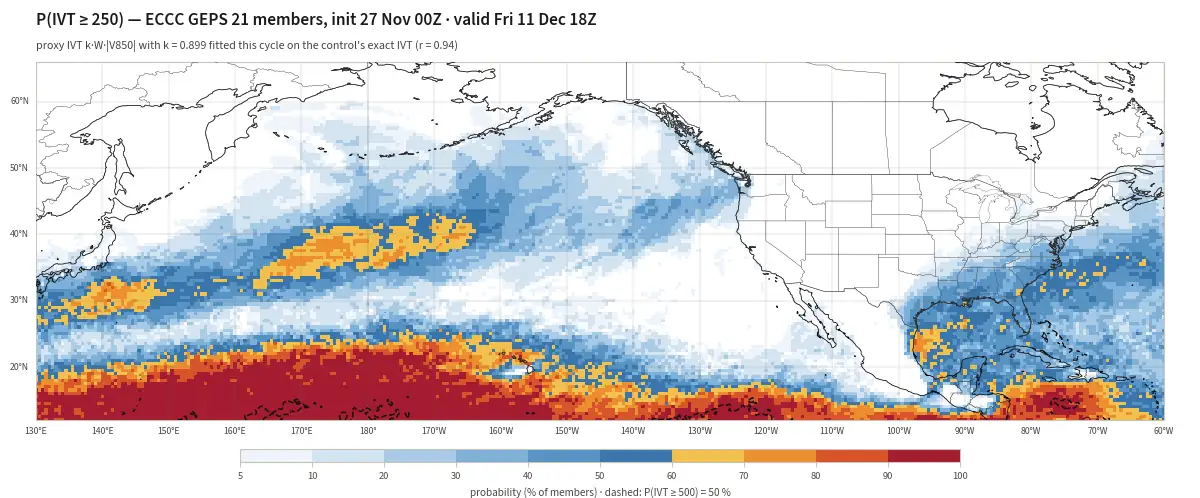 P(IVT ≥ 250) — ECCC GEPS 21 members, init 27 Nov 00Z · valid Fri 11 Dec 18Z
proxy IVT k·W·|V850| with k = 0.899 fitted this cycle on the control's exact IVT (r = 0.94)
60°N
50°N
40°N
30°N
20°N
130°E 140°E 150°E 160°E 170°E 180° 170°W 160°W 150°W 140°W 130°W 120°W 110°W 100°W 90°W 80°W 70°W 60°W
5 10 20 30 40 50 60 70 80 90 100
probability (% of members) · dashed: P(IVT ≥ 500) = 50 %